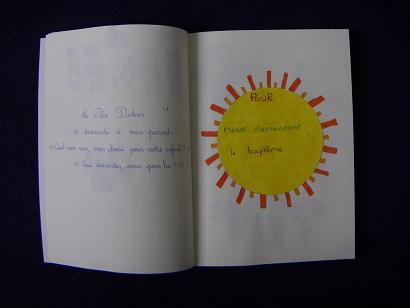 Le Père Didier
a demandé à mes parents
« Quel nom avez vous choisi pour votre enfant ? »
« Que demandez-vous pour lui ? »
POUR
Nous demandons
le baptême